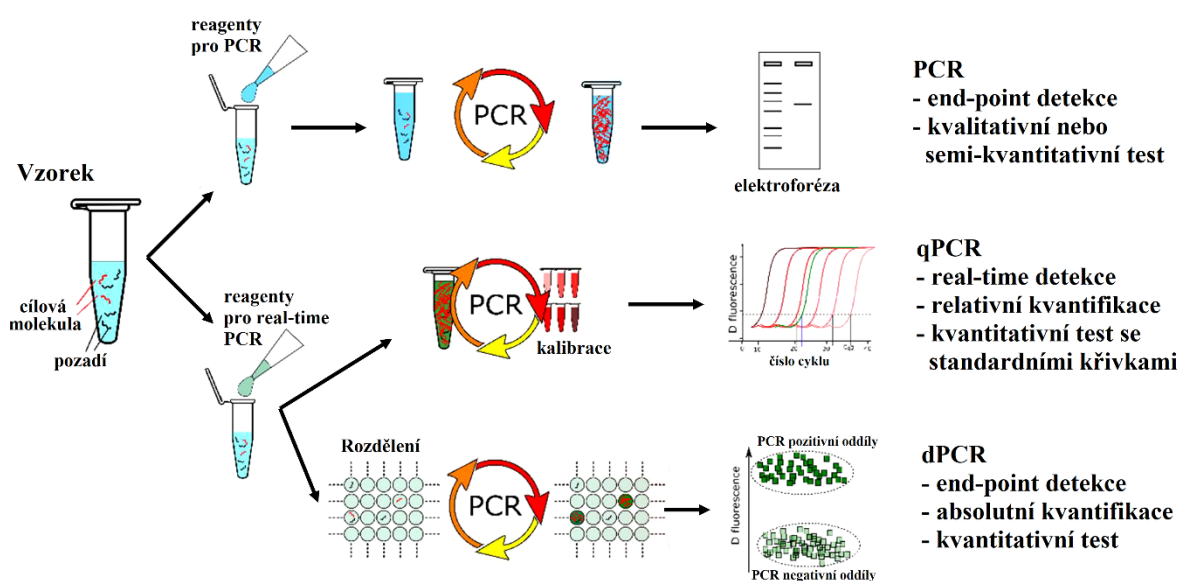 reagenty
pro PCR
PCR
elektroforéza
PCR
- end-point detekce
- kvalitativní nebo
semi-kvantitativní test
Vzorek
cílová
molekula
pozadí
reagenty
pro real-time
PCR
PCR
kalibrace
D fluorescence
číslo cyklu
qPCR
- real-time detekce
- relativní kvantifikace
- kvantitativní test se
standardními křivkami
Rozdělení
PCR
D fluorescence
PCR pozitivní oddíly
PCR negativní oddíly
dPCR
- end-point detekce
- absolutní kvantifikace
- kvantitativní test